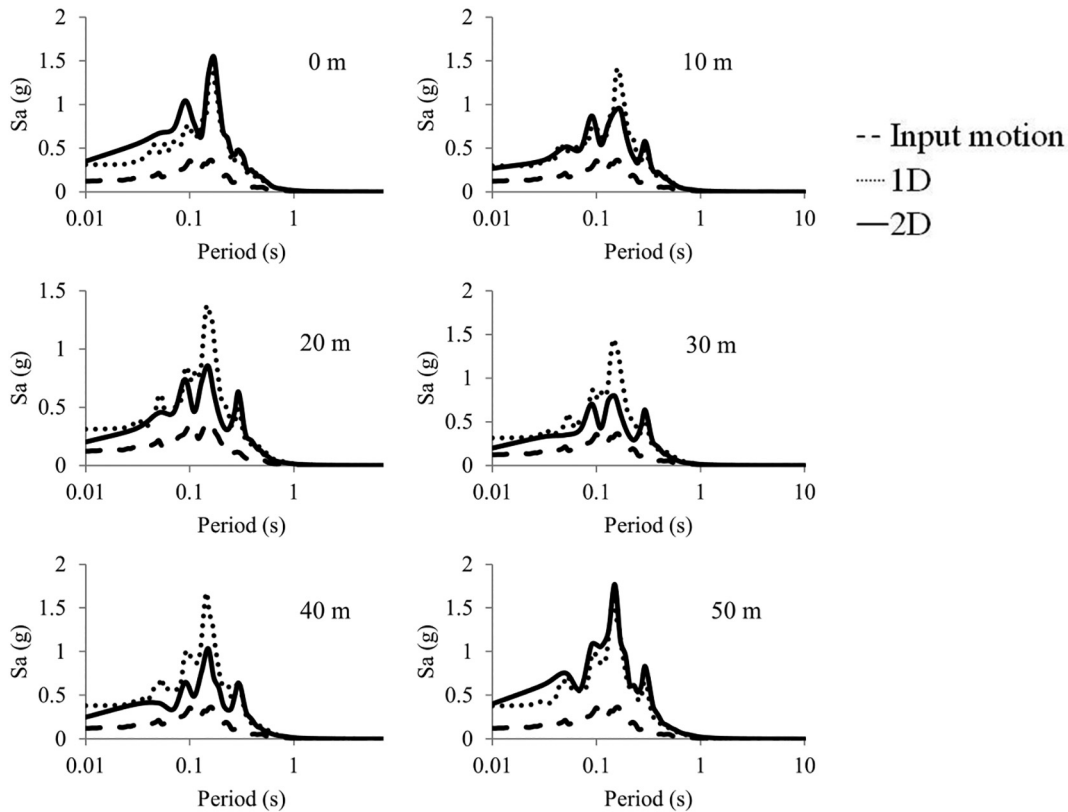 2
1.5
1
0.5
0
Sa (g)
0 m
0.01 0.1 1
Period (s)
2
1.5
1
0.5
0
Sa (g)
10 m
0.01 0.1 1 10
Period (s)
Input motion
1D
2D
1.5
1
0.5
0
Sa (g)
20 m
0.01 0.1 1
Period (s)
2
1.5
1
0.5
0
Sa (g)
30 m
0.01 0.1 1 10
Period (s)
2
1.5
1
0.5
0
Sa (g)
40 m
0.01 0.1 1
Period (s)
2
1.5
1
0.5
0
Sa (g)
50 m
0.01 0.1 1 10
Period (s)